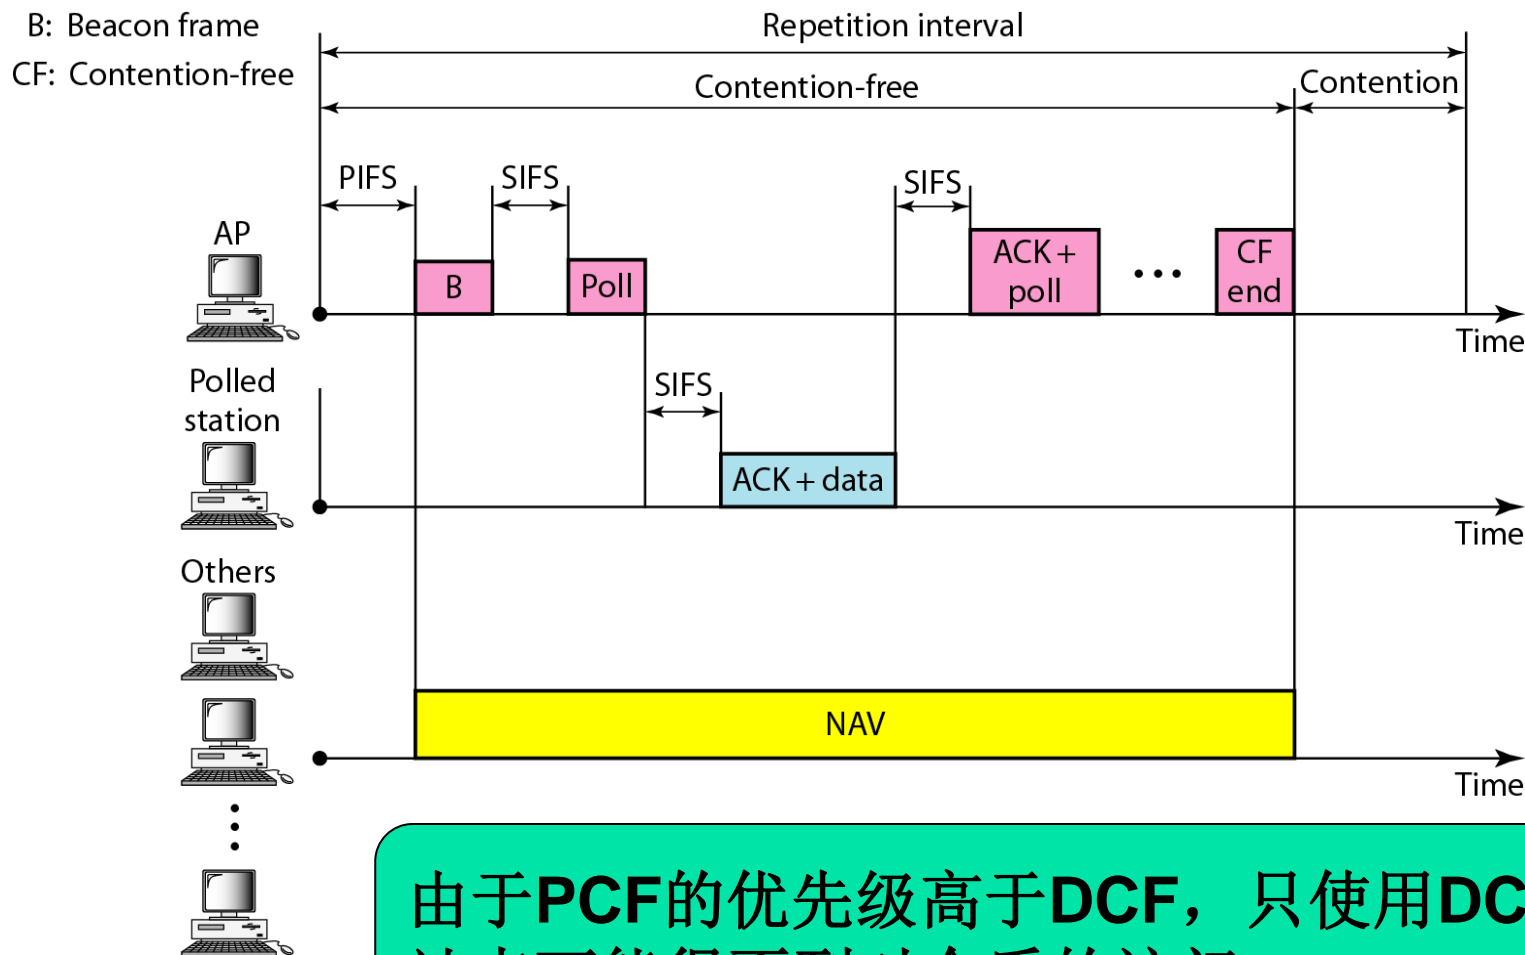 B: Beacon frame
CF: Contention-free
Repetition interval
Contention-free
Contention
PIFS
SIFS
SIFS
AP
B
Poll
ACK +
poll
CF
end
Time
Polled
station
SIFS
ACK + data
Time
Others
NAV
Time
由于PCF的优先级高于DCF，只使用DC